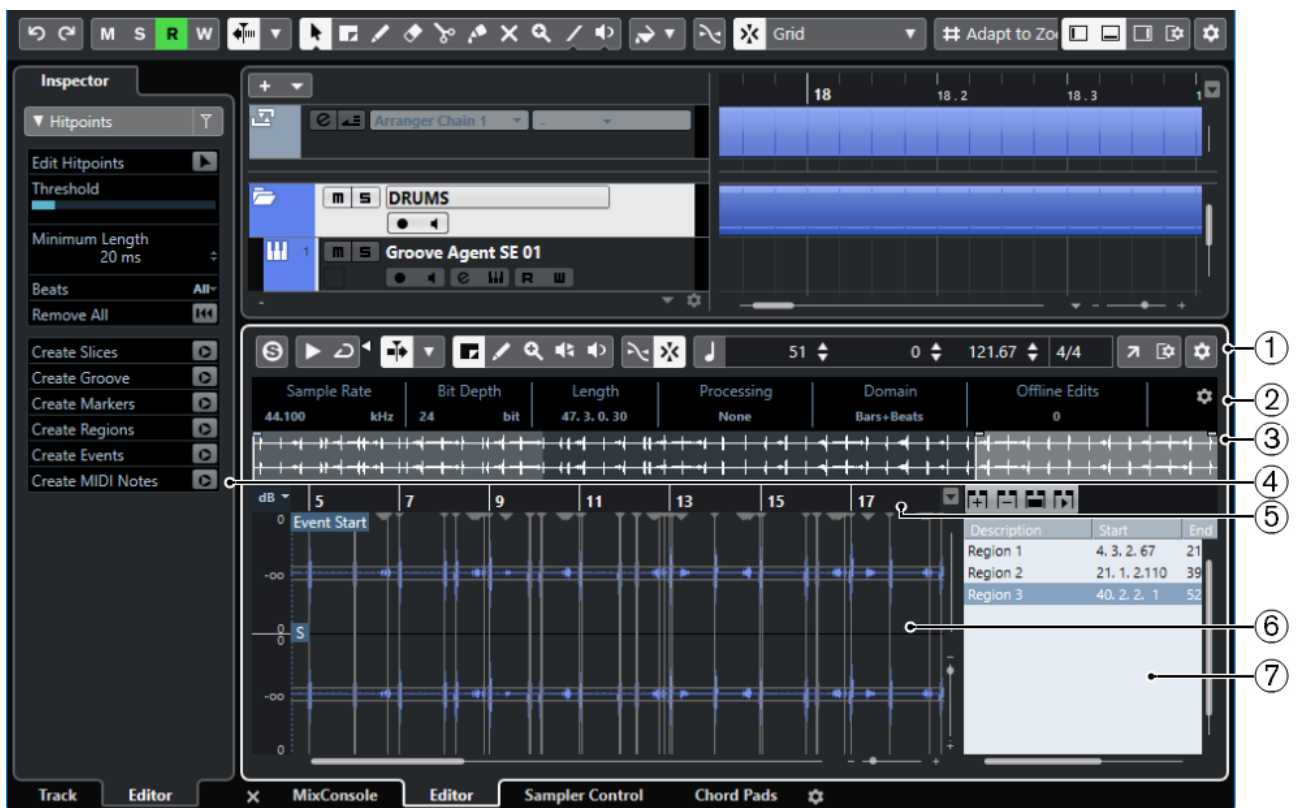 M S R W Grid Adapt to Zo
Inspector
Hitpoints
Edit Hitpoints
Threshold
Minimum Length
20 ms
Beats All
Remove All
Create Slices
Create Groove
Create Markers
Create Regions
Create Events
Create MIDI Notes
18 18.2 18.3 1
Arranger Chain 1 -
m S DRUMS
1 m S Groove Agent SE 01
e R
-
S 51 0 121.67 4/4
Sample Rate Bit Depth Length Processing Domain Offline Edits
44.100 kHz 24 bit 47. 3. 0. 30 None Bars+Beats 0
dB 5 7 9 11 13 15 17
0 Event Start
-oo
0
0 S
-oo
0
Description Start End
Region 1 4. 3. 2. 67 21
Region 2 21. 1. 2.110 39
Region 3 40. 2. 2. 1 52
1
2
3
4
5
6
7
Track Editor MixConsole Editor Sampler Control Chord Pads